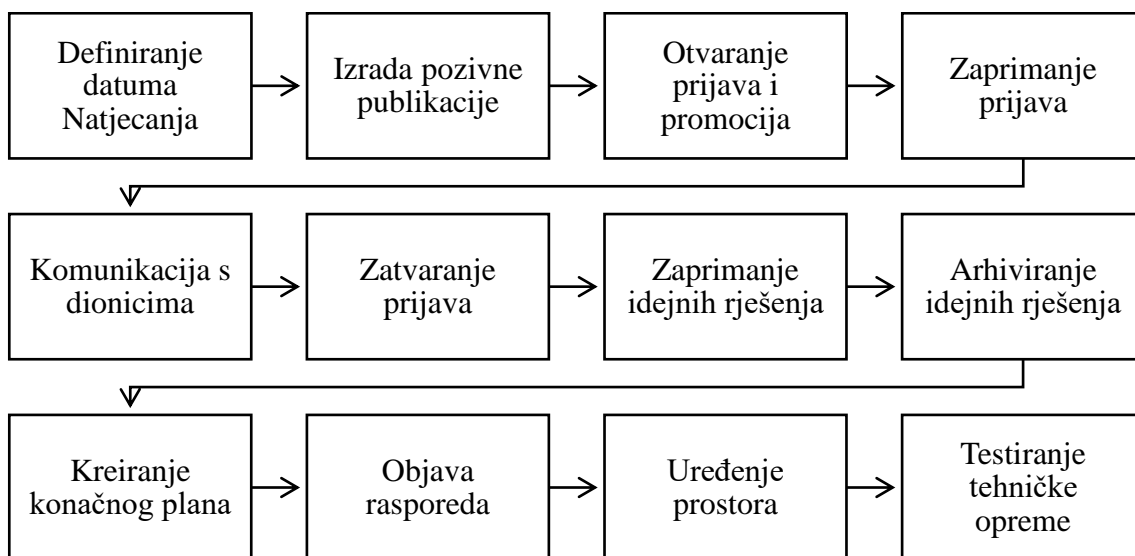 Definiranje
datuma
Natjecanja
Izrada pozivne
publikacije
Otvaranje
prijava i
promocija
Zaprimanje
prijava
Komunikacija s
dionicima
Zatvaranje
prijava
Zaprimanje
idejnih rješenja
Arhiviranje
idejnih rješenja
Kreiranje
konačnog plana
Objava
rasporeda
Uređenje
prostora
Testiranje
tehničke
opreme